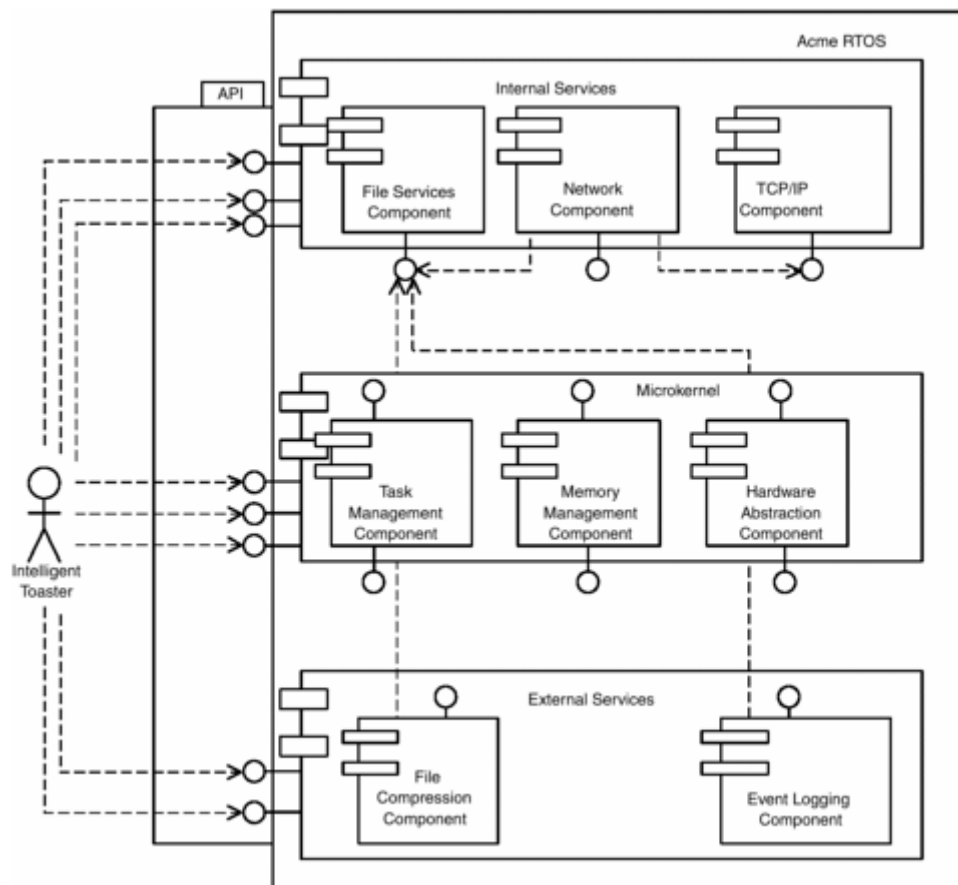 Acme RTOS
API
Internal Services
File Services
Component
Network
Component
TCP/IP
Component
Microkernel
Task
Management
Component
Memory
Management
Component
Hardware
Abstraction
Component
Intelligent
Toaster
External Services
File
Compression
Component
Event Logging
Component